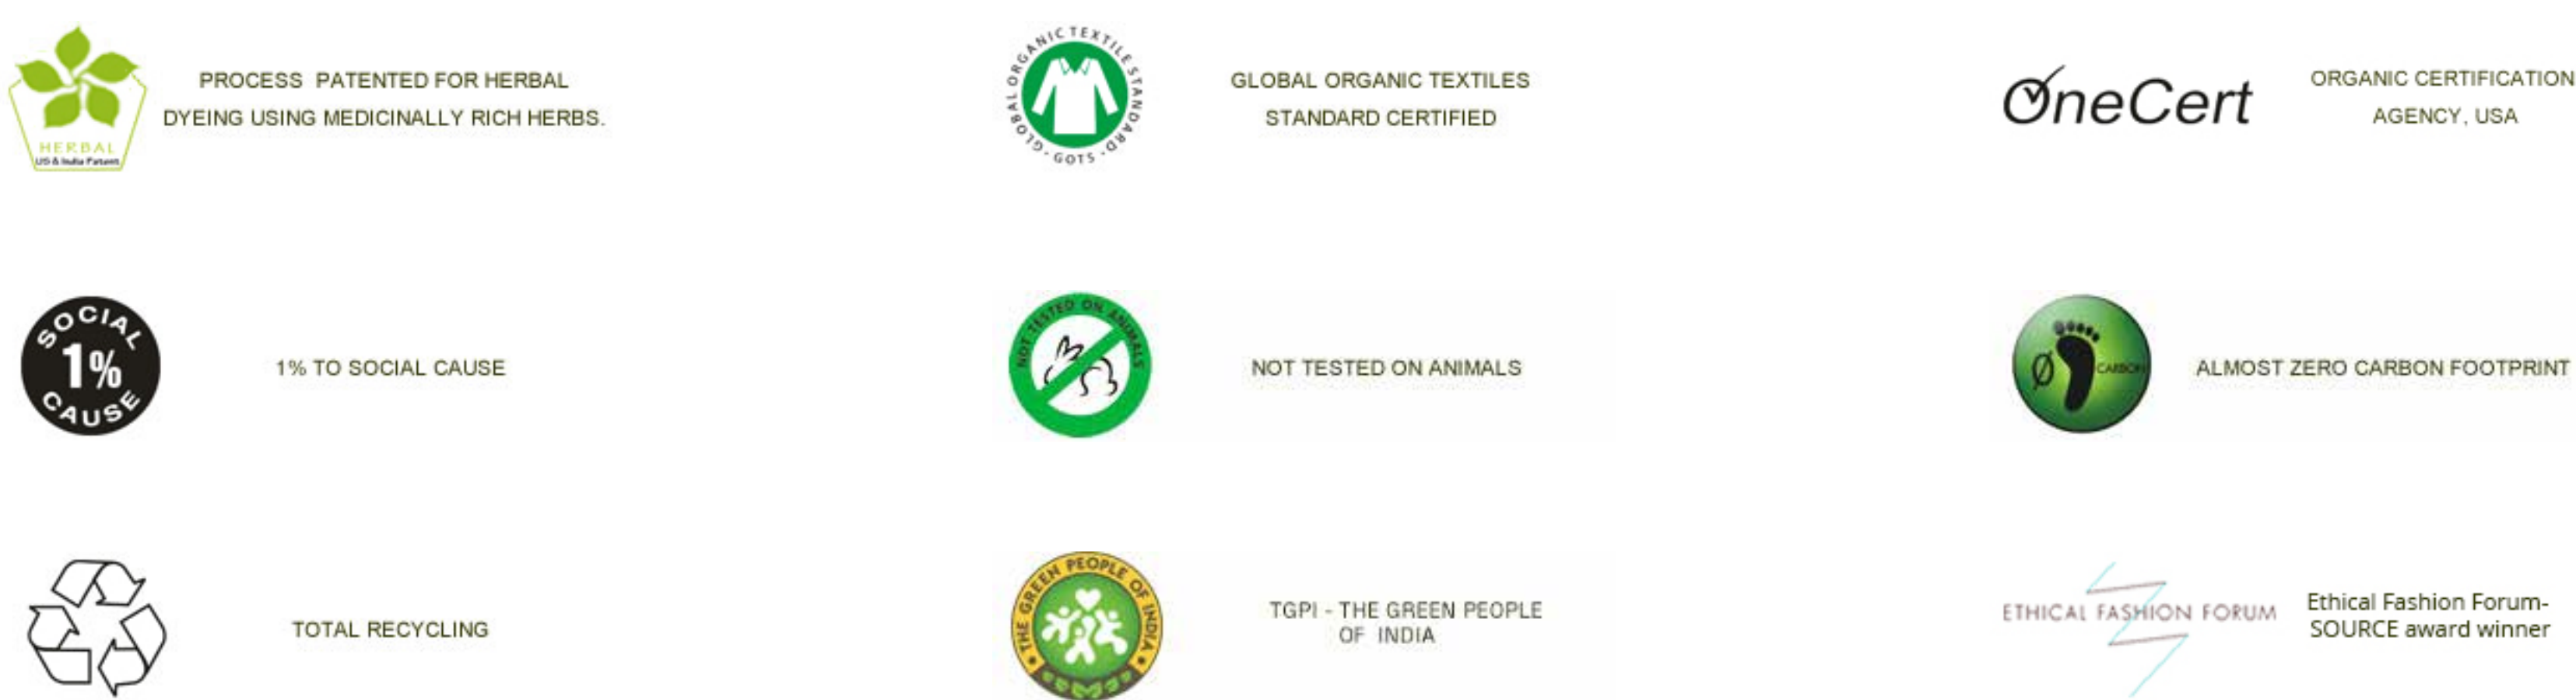 HERBAL
US & India Patent
PROCESS PATENTED FOR HERBAL
DYEING USING MEDICINALLY RICH HERBS.
GLOBAL ORGANIC TEXTILE STANDARD · GOTS ·
GLOBAL ORGANIC TEXTILES
STANDARD CERTIFIED
OneCert
ORGANIC CERTIFICATION
AGENCY, USA
SOCIAL
1%
CAUSE
1% TO SOCIAL CAUSE
NOT TESTED ON ANIMALS
NOT TESTED ON ANIMALS
Ø
CARBON
ALMOST ZERO CARBON FOOTPRINT
TOTAL RECYCLING
• THE GREEN PEOPLE OF INDIA •
TGPI - THE GREEN PEOPLE
OF INDIA
ETHICAL FASHION FORUM
Ethical Fashion Forum-
SOURCE award winner